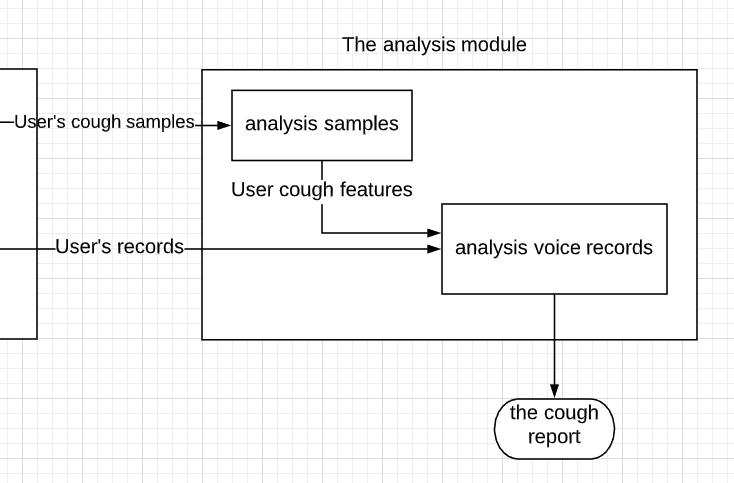 The analysis module
User's cough samples
analysis samples
User cough features
User's records
analysis voice records
the cough
report